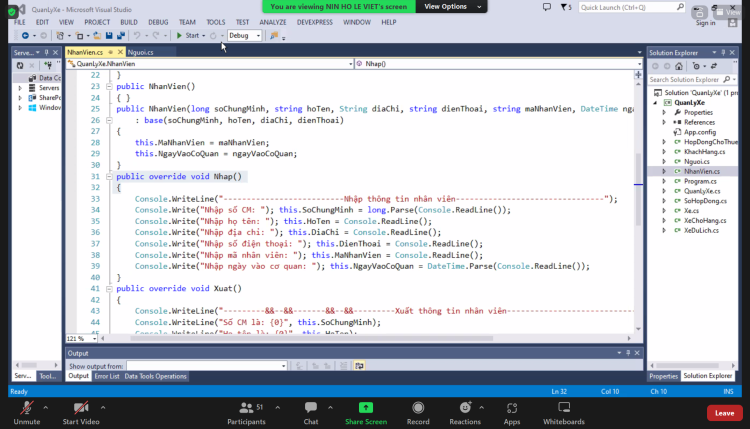 You are viewing NIN HO LE VIET's screen
View Options
View
QuanLyXe - Microsoft Visual Studio
5
Quick Launch (Ctrl+Q)
FILE EDIT VIEW PROJECT BUILD DEBUG TEAM TOOLS TEST ANALYZE DEVEXPRESS WINDOW HELP
Sign in
Start
Debug
Serve...
NhanVien.cs
Nguoi.cs
Solution Explorer
QuanLyXe.NhanVien
Nhap()
Data Co
Servers
SharePo
Window
22 }
23 public NhanVien()
24 { }
25 public NhanVien(long soChungMinh, string hoTen, String diaChi, string dienThoai, string maNhanVien, DateTime nga
26 : base(soChungMinh, hoTen, diaChi, dienThoai)
27 {
28 this.MaNhanVien = maNhanVien;
29 this.NgayVaoCoQuan = ngayVaoCoQuan;
30 }
31 public override void Nhap()
32 {
33 Console.WriteLine("--------------------------Nhập thông tin nhân viên--------------------------------");
34 Console.Write("Nhập số CM: "); this.SoChungMinh = long.Parse(Console.ReadLine());
35 Console.Write("Nhập họ tên: "); this.HoTen = Console.ReadLine();
36 Console.Write("Nhập địa chỉ: "); this.DiaChi = Console.ReadLine();
37 Console.Write("Nhập số điện thoại: "); this.DienThoai = Console.ReadLine();
38 Console.Write("Nhập mã nhân viên: "); this.MaNhanVien = Console.ReadLine();
39 Console.Write("Nhập ngày vào cơ quan: "); this.NgayVaoCoQuan = DateTime.Parse(Console.ReadLine());
40 }
41 public override void Xuat()
42 {
43 Console.WriteLine("---------&&--&&-------&&--&&---------Xuất thông tin nhân viên---------------------------
44 Console.WriteLine("Số CM là: {0}", this.SoChungMinh);
45 Console.WriteLine("Họ tên là: {0}", this.HoTen);
121 %
Search Solution Explorer
Solution 'QuanLyXe' (1 pro
QuanLyXe
Properties
References
App.config
HopDongChoThue
KhachHang.cs
Nguoi.cs
NhanVien.cs
Program.cs
QuanLyXe.cs
SoHopDong.cs
Xe.cs
XeChoHang.cs
XeDuLich.cs
Output
Show output from:
Serv... Tool...
Output Error List Data Tools Operations
Properties Solution Explorer
Ready
Ln 32
Col 10
Ch 10
INS
51
Unmute
Start Video
Participants
Chat
Share Screen
Record
Reactions
Apps
Whiteboards
Leave